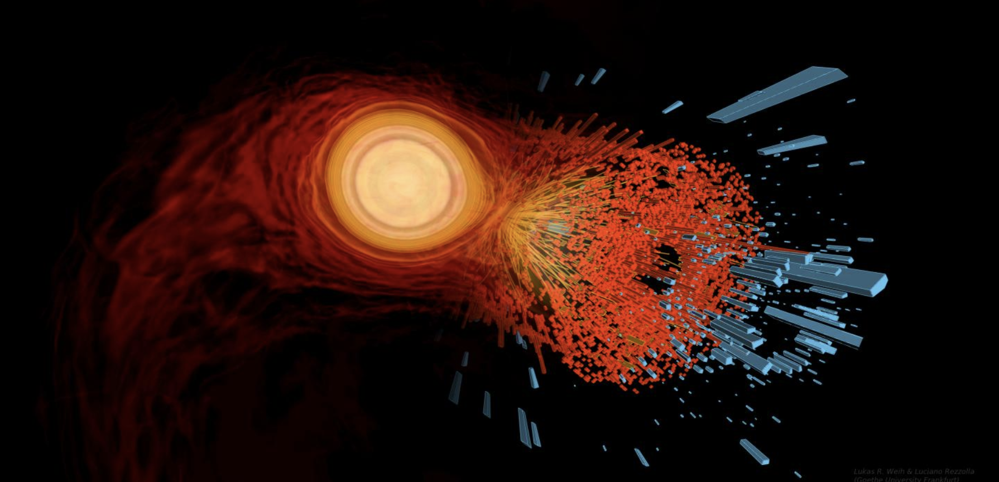 Lukas R. Weih & Luciano Rezzolla
(Goethe University Frankfurt)